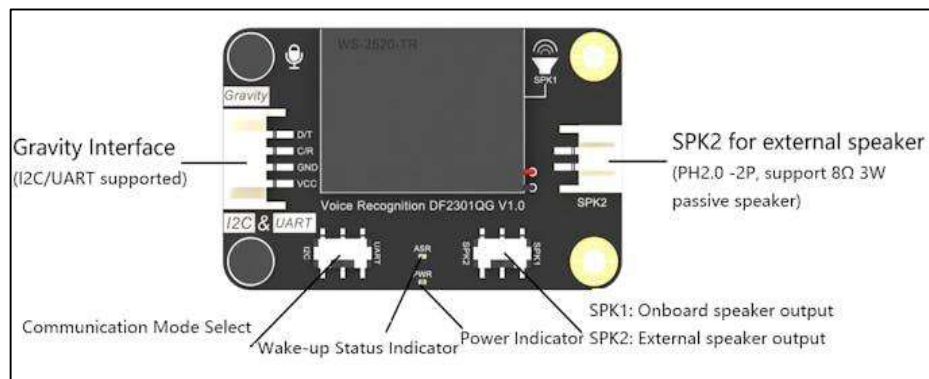 WS-2520-TR
SPK1
Gravity
D/T
C/R
GND
VCC
Gravity Interface
(I2C/UART supported)
SPK2 for external speaker
(PH2.0 -2P, support 8Ω 3W
passive speaker)
SPK2
Voice Recognition DF2301QG V1.0
I2C & UART
I2C
UART
ASR
PWR
SPK2
SPK1
Communication Mode Select
Wake-up Status Indicator
Power Indicator
SPK1: Onboard speaker output
SPK2: External speaker output